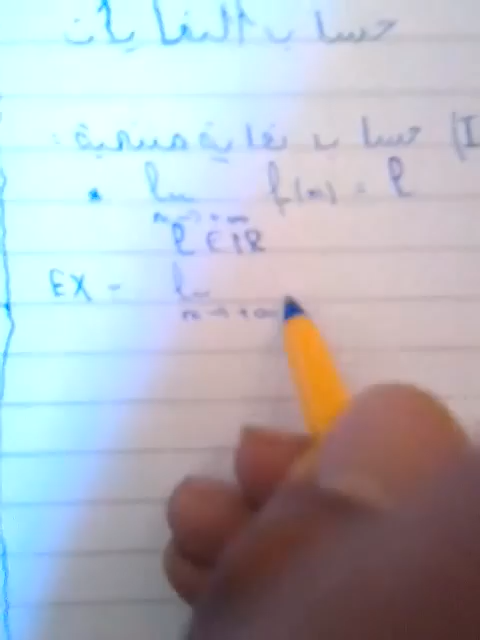 حساب النهايات
I) حساب نهاية منتهية :
• lim f(x) = l
x→+∞
l ∈ IR
EX - lim
x→+∞